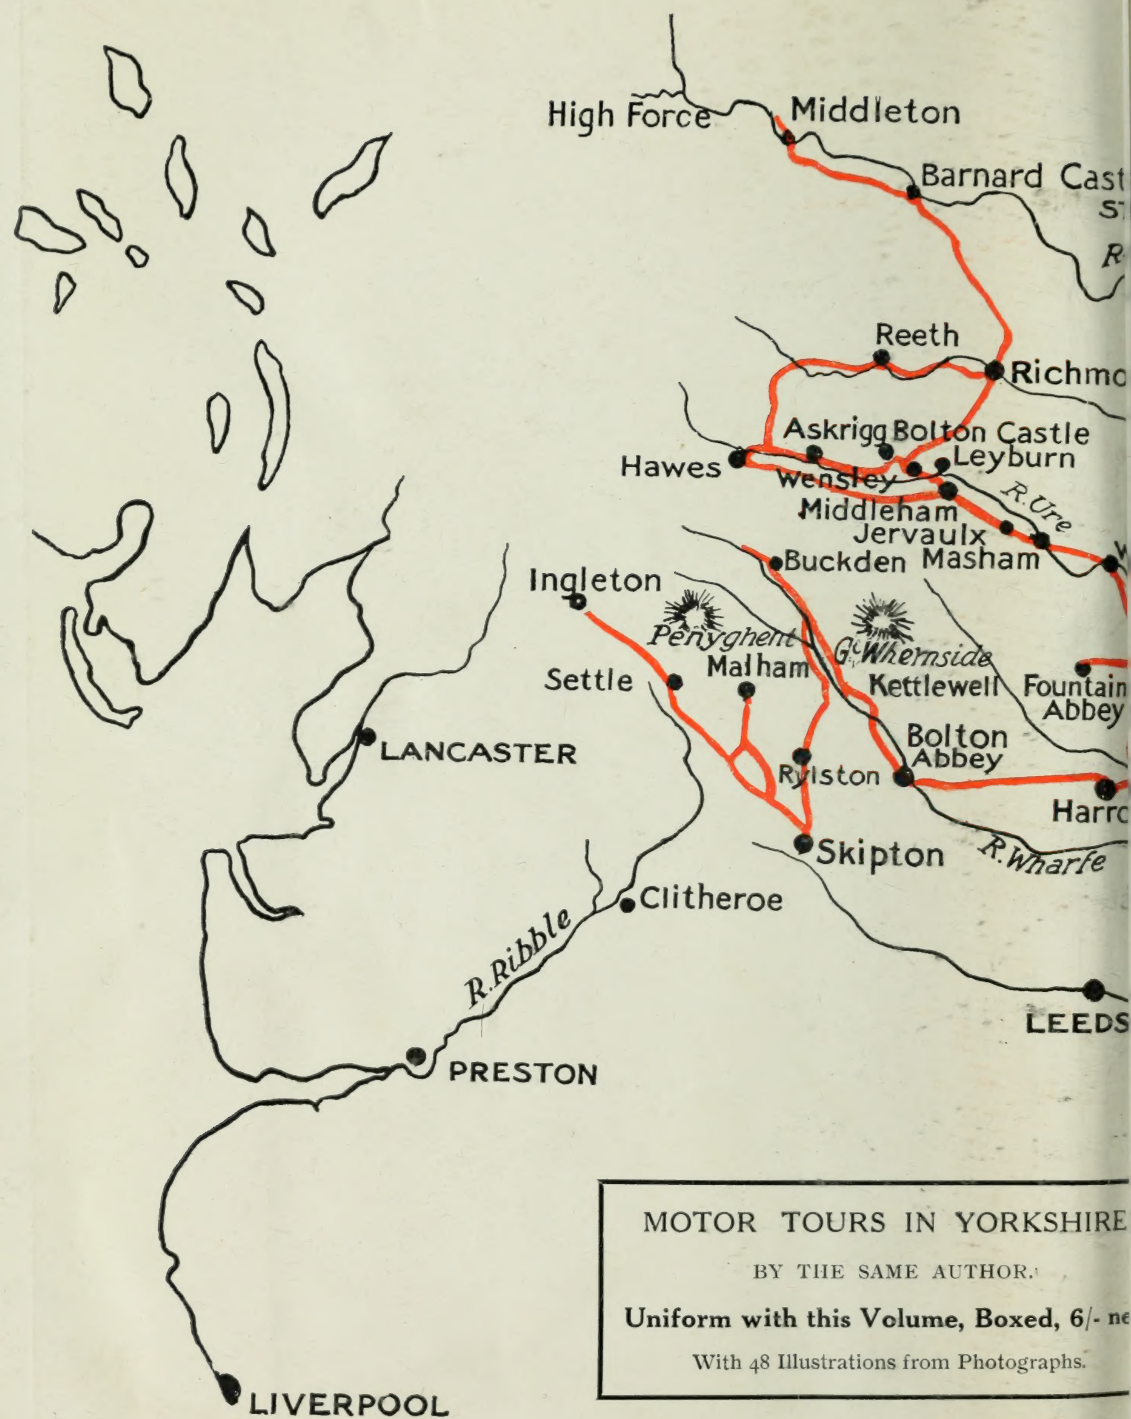 High Force
Middleton
Barnard Cast
ST
R
Reeth
Richmo
Askrigg
Bolton Castle
Leyburn
Hawes
Wensley
R. Ure
Middleham
Jervaulx
Masham
W
Buckden
Ingleton
Penyghent
Gt. Whernside
Malham
Settle
Kettlewell
Fountain
Abbey
LANCASTER
Bolton
Abbey
Rylston
Harro
Skipton
R. Wharfe
Clitheroe
R. Ribble
LEEDS
PRESTON
MOTOR TOURS IN YORKSHIRE
BY THE SAME AUTHOR.
Uniform with this Volume, Boxed, 6/- ne
With 48 Illustrations from Photographs.
LIVERPOOL